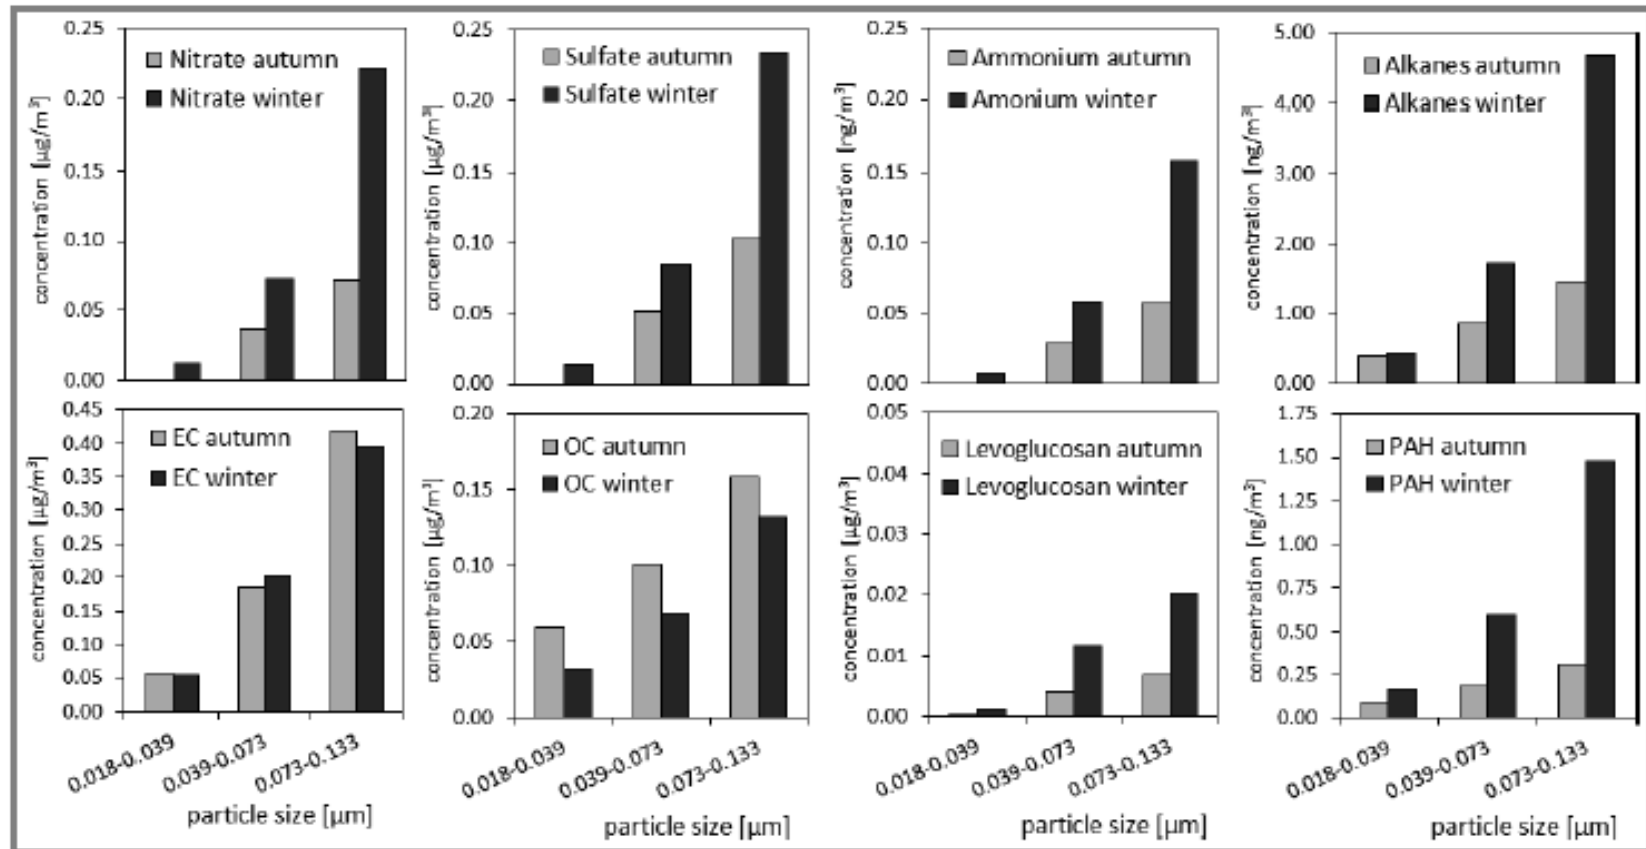 0.25
0.20
0.15
0.10
0.05
0.00
concentration [µg/m³]
Nitrate autumn
Nitrate winter
0.25
0.20
0.15
0.10
0.05
0.00
concentration [µg/m³]
Sulfate autumn
Sulfate winter
0.25
0.20
0.15
0.10
0.05
0.00
concentration [ng/m³]
Ammonium autumn
Amonium winter
5.00
4.00
3.00
2.00
1.00
0.00
concentration [ng/m³]
Alkanes autumn
Alkanes winter
0.45
0.40
0.35
0.30
0.25
0.20
0.15
0.10
0.05
0.00
concentration [µg/m³]
EC autumn
EC winter
0.018-0.039
0.039-0.073
0.073-0.133
particle size [µm]
0.20
0.15
0.10
0.05
0.00
concentration [µg/m³]
OC autumn
OC winter
0.018-0.039
0.039-0.073
0.073-0.133
particle size [µm]
0.05
0.04
0.03
0.02
0.01
0.00
concentration [µg/m³]
Levoglucosan autumn
Levoglucosan winter
0.018-0.039
0.039-0.073
0.073-0.133
particle size [µm]
1.75
1.50
1.25
1.00
0.75
0.50
0.25
0.00
concentration [ng/m³]
PAH autumn
PAH winter
0.018-0.039
0.039-0.073
0.073-0.133
particle size [µm]